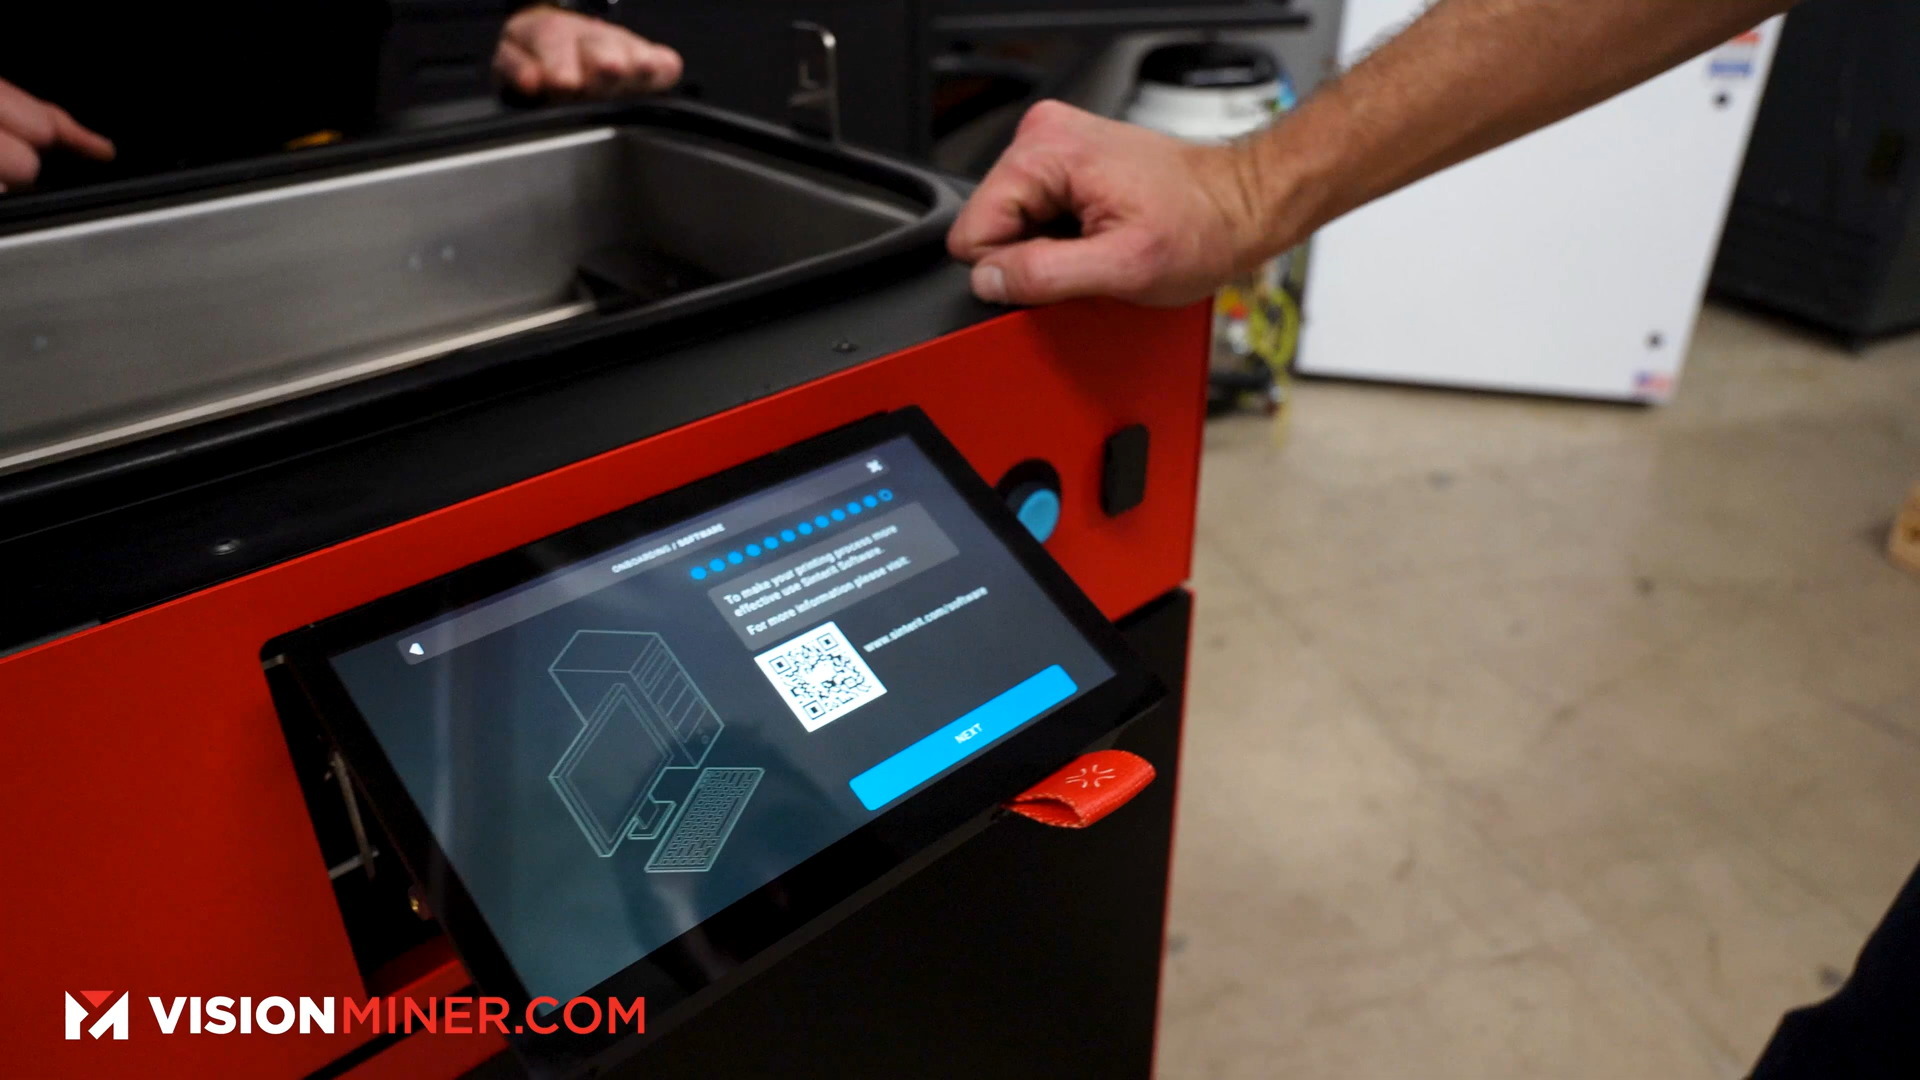 ONBOARDING / SOFTWARE
To make your printing process more
effective use Sinterit Software.
For more information please visit:
www.sinterit.com/software
NEXT
VISIONMINER.COM